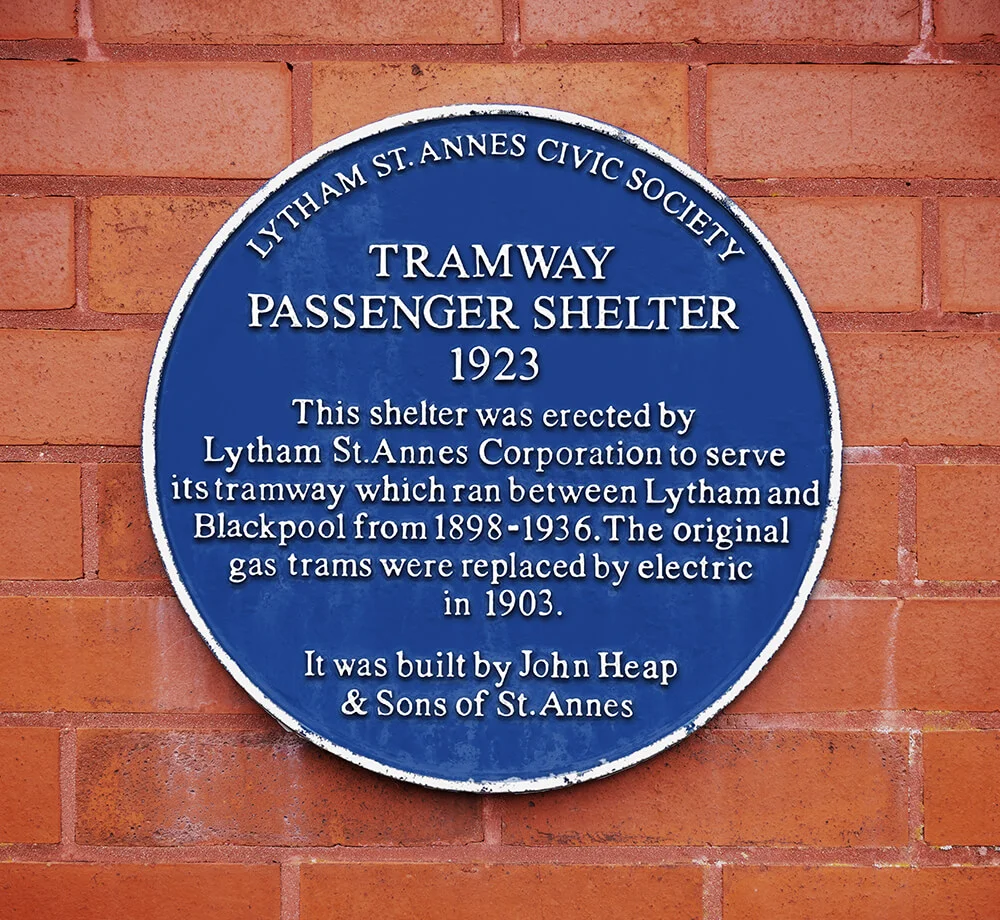 LYTHAM ST. ANNES CIVIC SOCIETY
TRAMWAY
PASSENGER SHELTER
1923
This shelter was erected by
Lytham St.Annes Corporation to serve
its tramway which ran between Lytham and
Blackpool from 1898-1936. The original
gas trams were replaced by electric
in 1903.
It was built by John Heap
& Sons of St. Annes